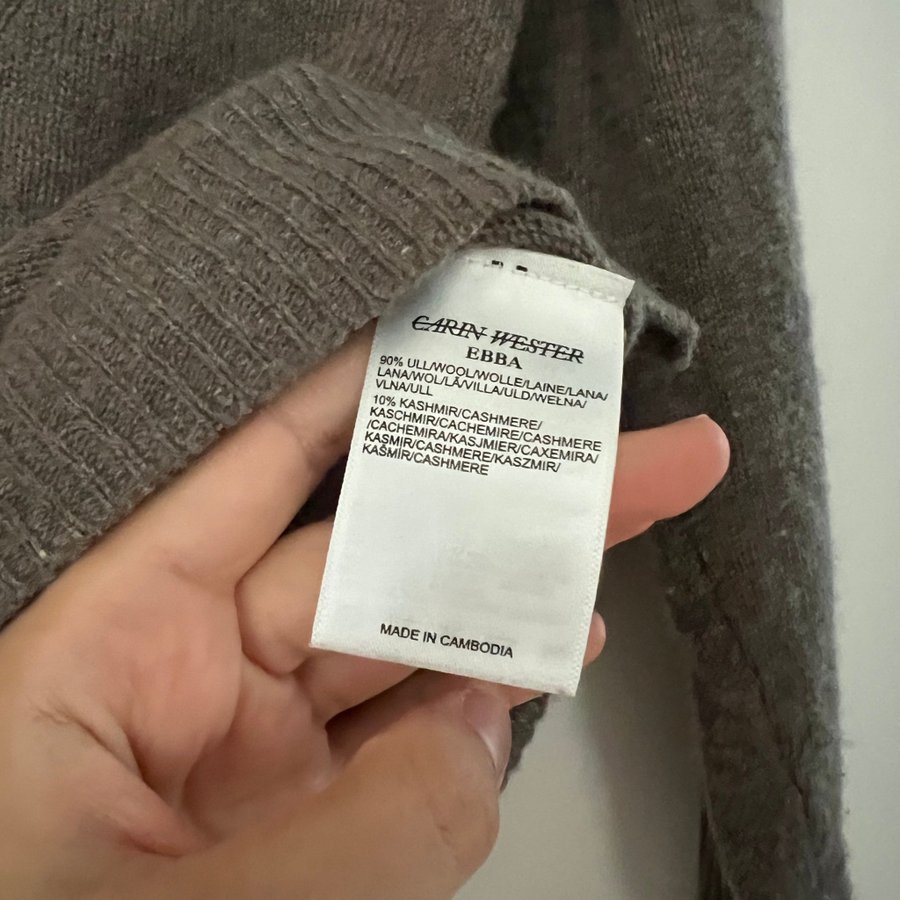 CARIN WESTER
EBBA
90% ULL/WOOL/WOLLE/LAINE/LANA/
LANA/WOL/LÃ/VILLA/ULD/WEŁNA/
VLNA/ULL
10% KASHMIR/CASHMERE/
KASCHMIR/CACHEMIRE/CASHMERE
/CACHEMIRA/KASJMIER/CAXEMIRA/
KASMIR/CASHMERE/KASZMIR/
KAŠMÍR/CASHMERE
MADE IN CAMBODIA